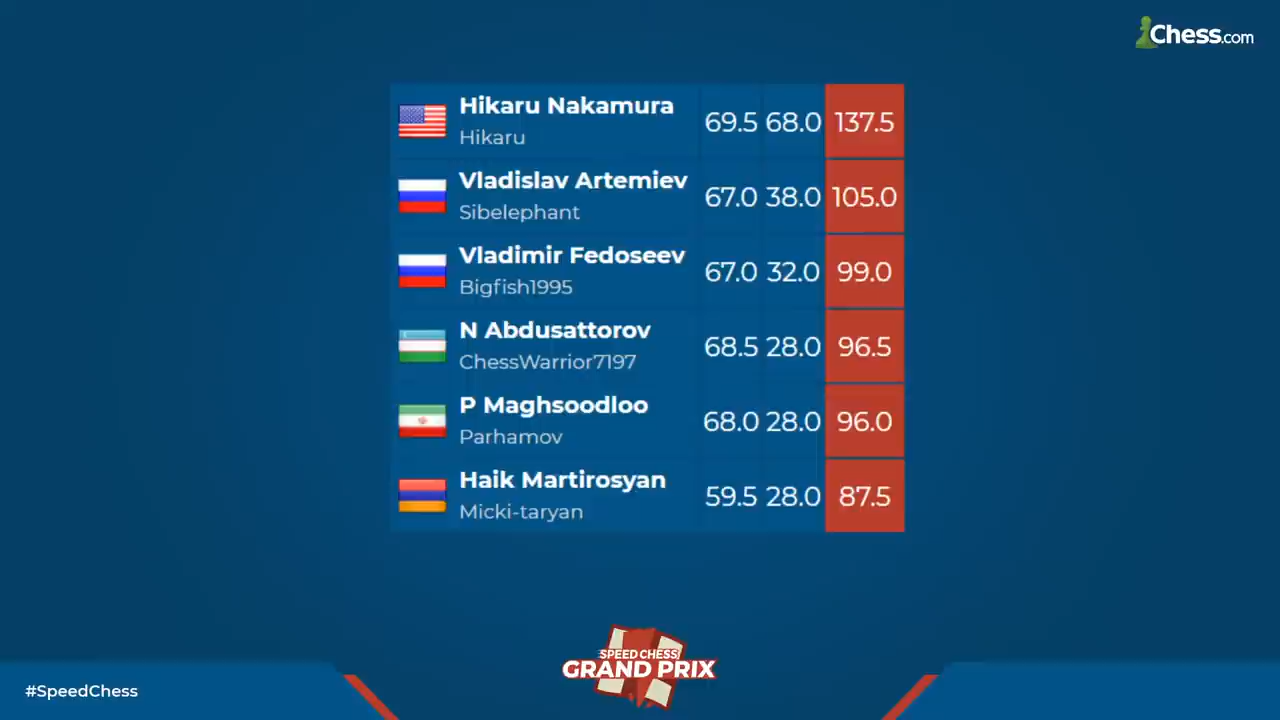 Chess.com
Hikaru Nakamura
Hikaru
69.5 68.0 137.5
Vladislav Artemiev
Sibelephant
67.0 38.0 105.0
Vladimir Fedoseev
Bigfish1995
67.0 32.0 99.0
N Abdusattorov
ChessWarrior7197
68.5 28.0 96.5
P Maghsoodloo
Parhamov
68.0 28.0 96.0
Haik Martirosyan
Micki-taryan
59.5 28.0 87.5
SPEED CHESS
GRAND PRIX
#SpeedChess